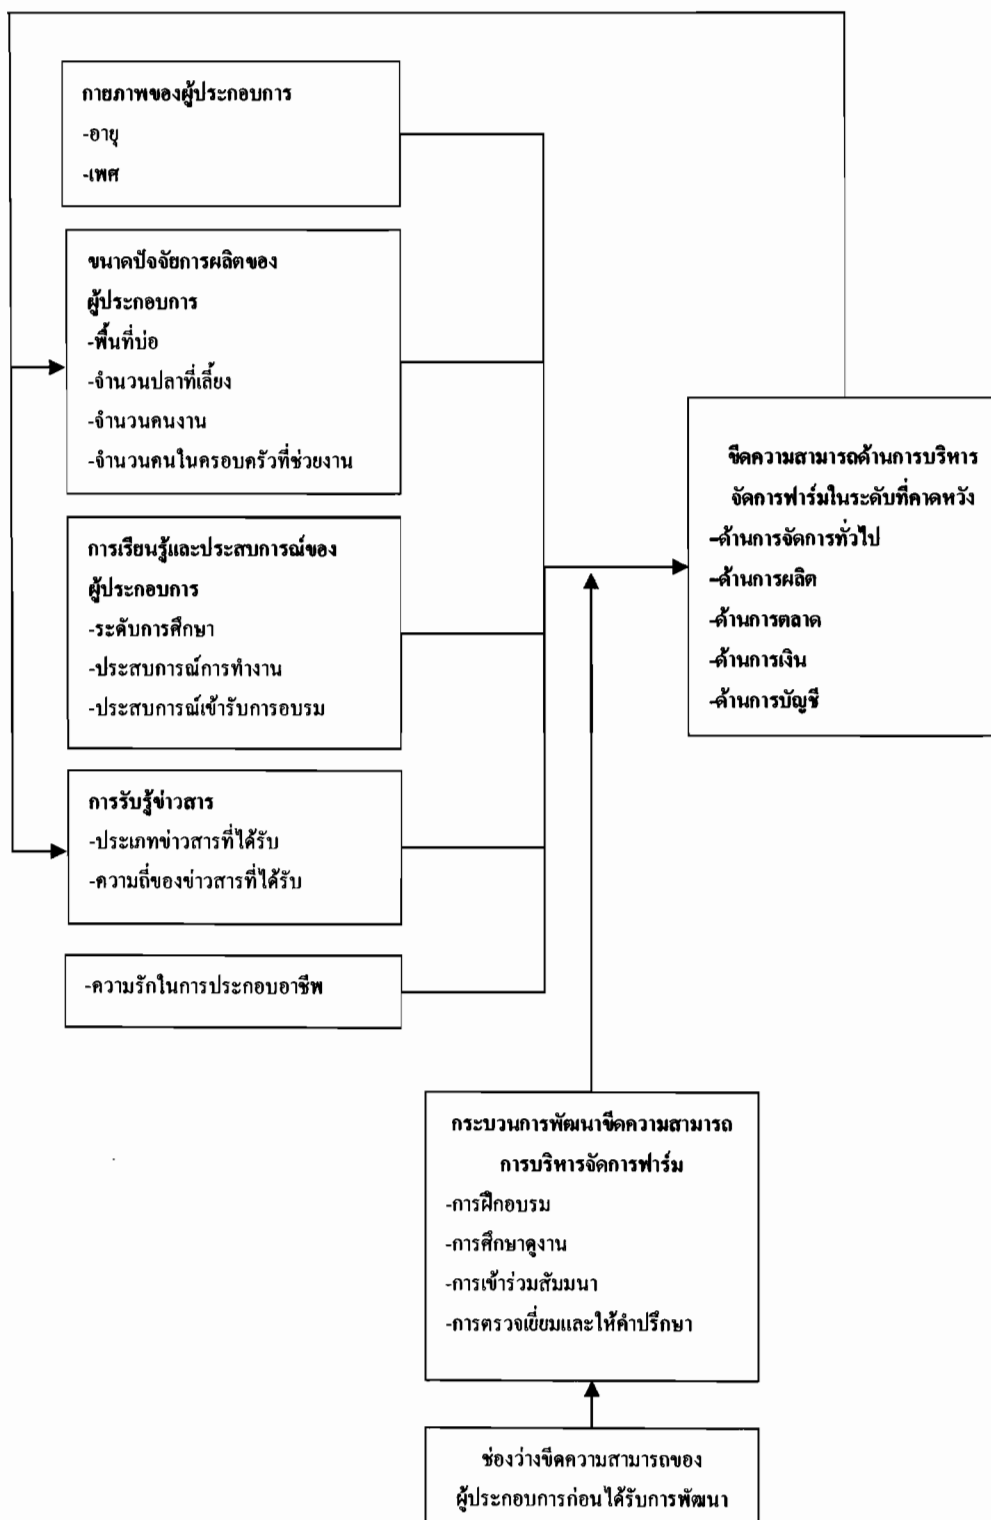 กายภาพของผู้ประกอบการ
-อายุ
-เพศ
ขนาดปัจจัยการผลิตของ
ผู้ประกอบการ
-พื้นที่บ่อ
-จำนวนปลาที่เลี้ยง
-จำนวนคนงาน
-จำนวนคนในครอบครัวที่ช่วยงาน
การเรียนรู้และประสบการณ์ของ
ผู้ประกอบการ
-ระดับการศึกษา
-ประสบการณ์การทำงาน
-ประสบการณ์เข้ารับการอบรม
การรับรู้ข่าวสาร
-ประเภทข่าวสารที่ได้รับ
-ความถี่ของข่าวสารที่ได้รับ
-ความรักในการประกอบอาชีพ
ขีดความสามารถด้านการบริหาร
จัดการฟาร์มในระดับที่คาดหวัง
-ด้านการจัดการทั่วไป
-ด้านการผลิต
-ด้านการตลาด
-ด้านการเงิน
-ด้านการบัญชี
กระบวนการพัฒนาขีดความสามารถ
การบริหารจัดการฟาร์ม
-การฝึกอบรม
-การศึกษาดูงาน
-การเข้าร่วมสัมมนา
-การตรวจเยี่ยมและให้คำปรึกษา
ช่องว่างขีดความสามารถของ
ผู้ประกอบการก่อนได้รับการพัฒนา